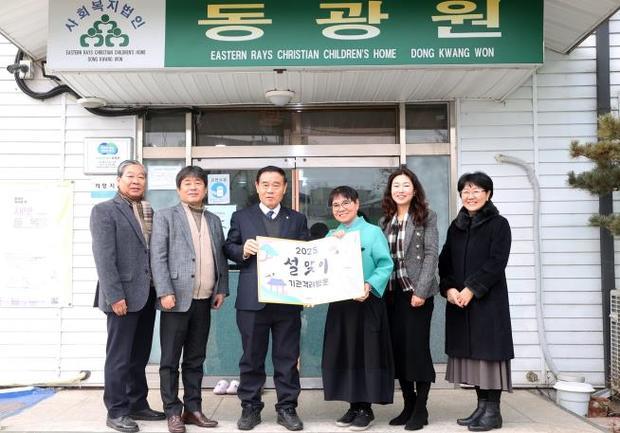 사회복지법인
EASTERN RAYS CHRISTIAN CHILDREN'S HOME
DONG KWANG WON
동광원
EASTERN RAYS CHRISTIAN CHILDREN'S HOME DONG KWANG WON
2025
설 맞이
기관격려방문